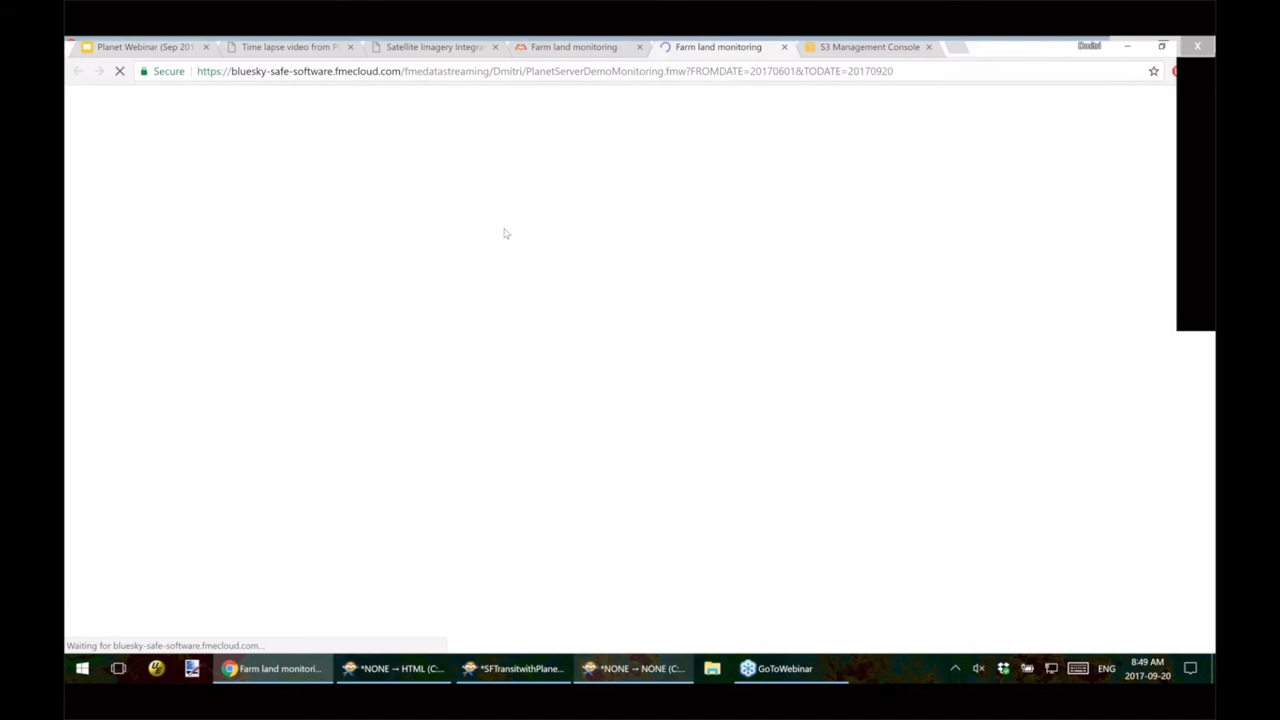 Planet Webinar (Sep 201
Time lapse video from P
Satellite Imagery Integra
Farm land monitoring
Farm land monitoring
S3 Management Console
Dmitri
Secure
https://bluesky-safe-software.fmecloud.com/fmedatastreaming/Dmitri/PlanetServerDemoMonitoring.fmw?FROMDATE=20170601&TODATE=20170920
Waiting for bluesky-safe-software.fmecloud.com...
Farm land monitori...
*NONE → HTML (C:...
*SFTransitwithPlane...
*NONE → NONE (C:...
GoToWebinar
ENG
8:49 AM
2017-09-20